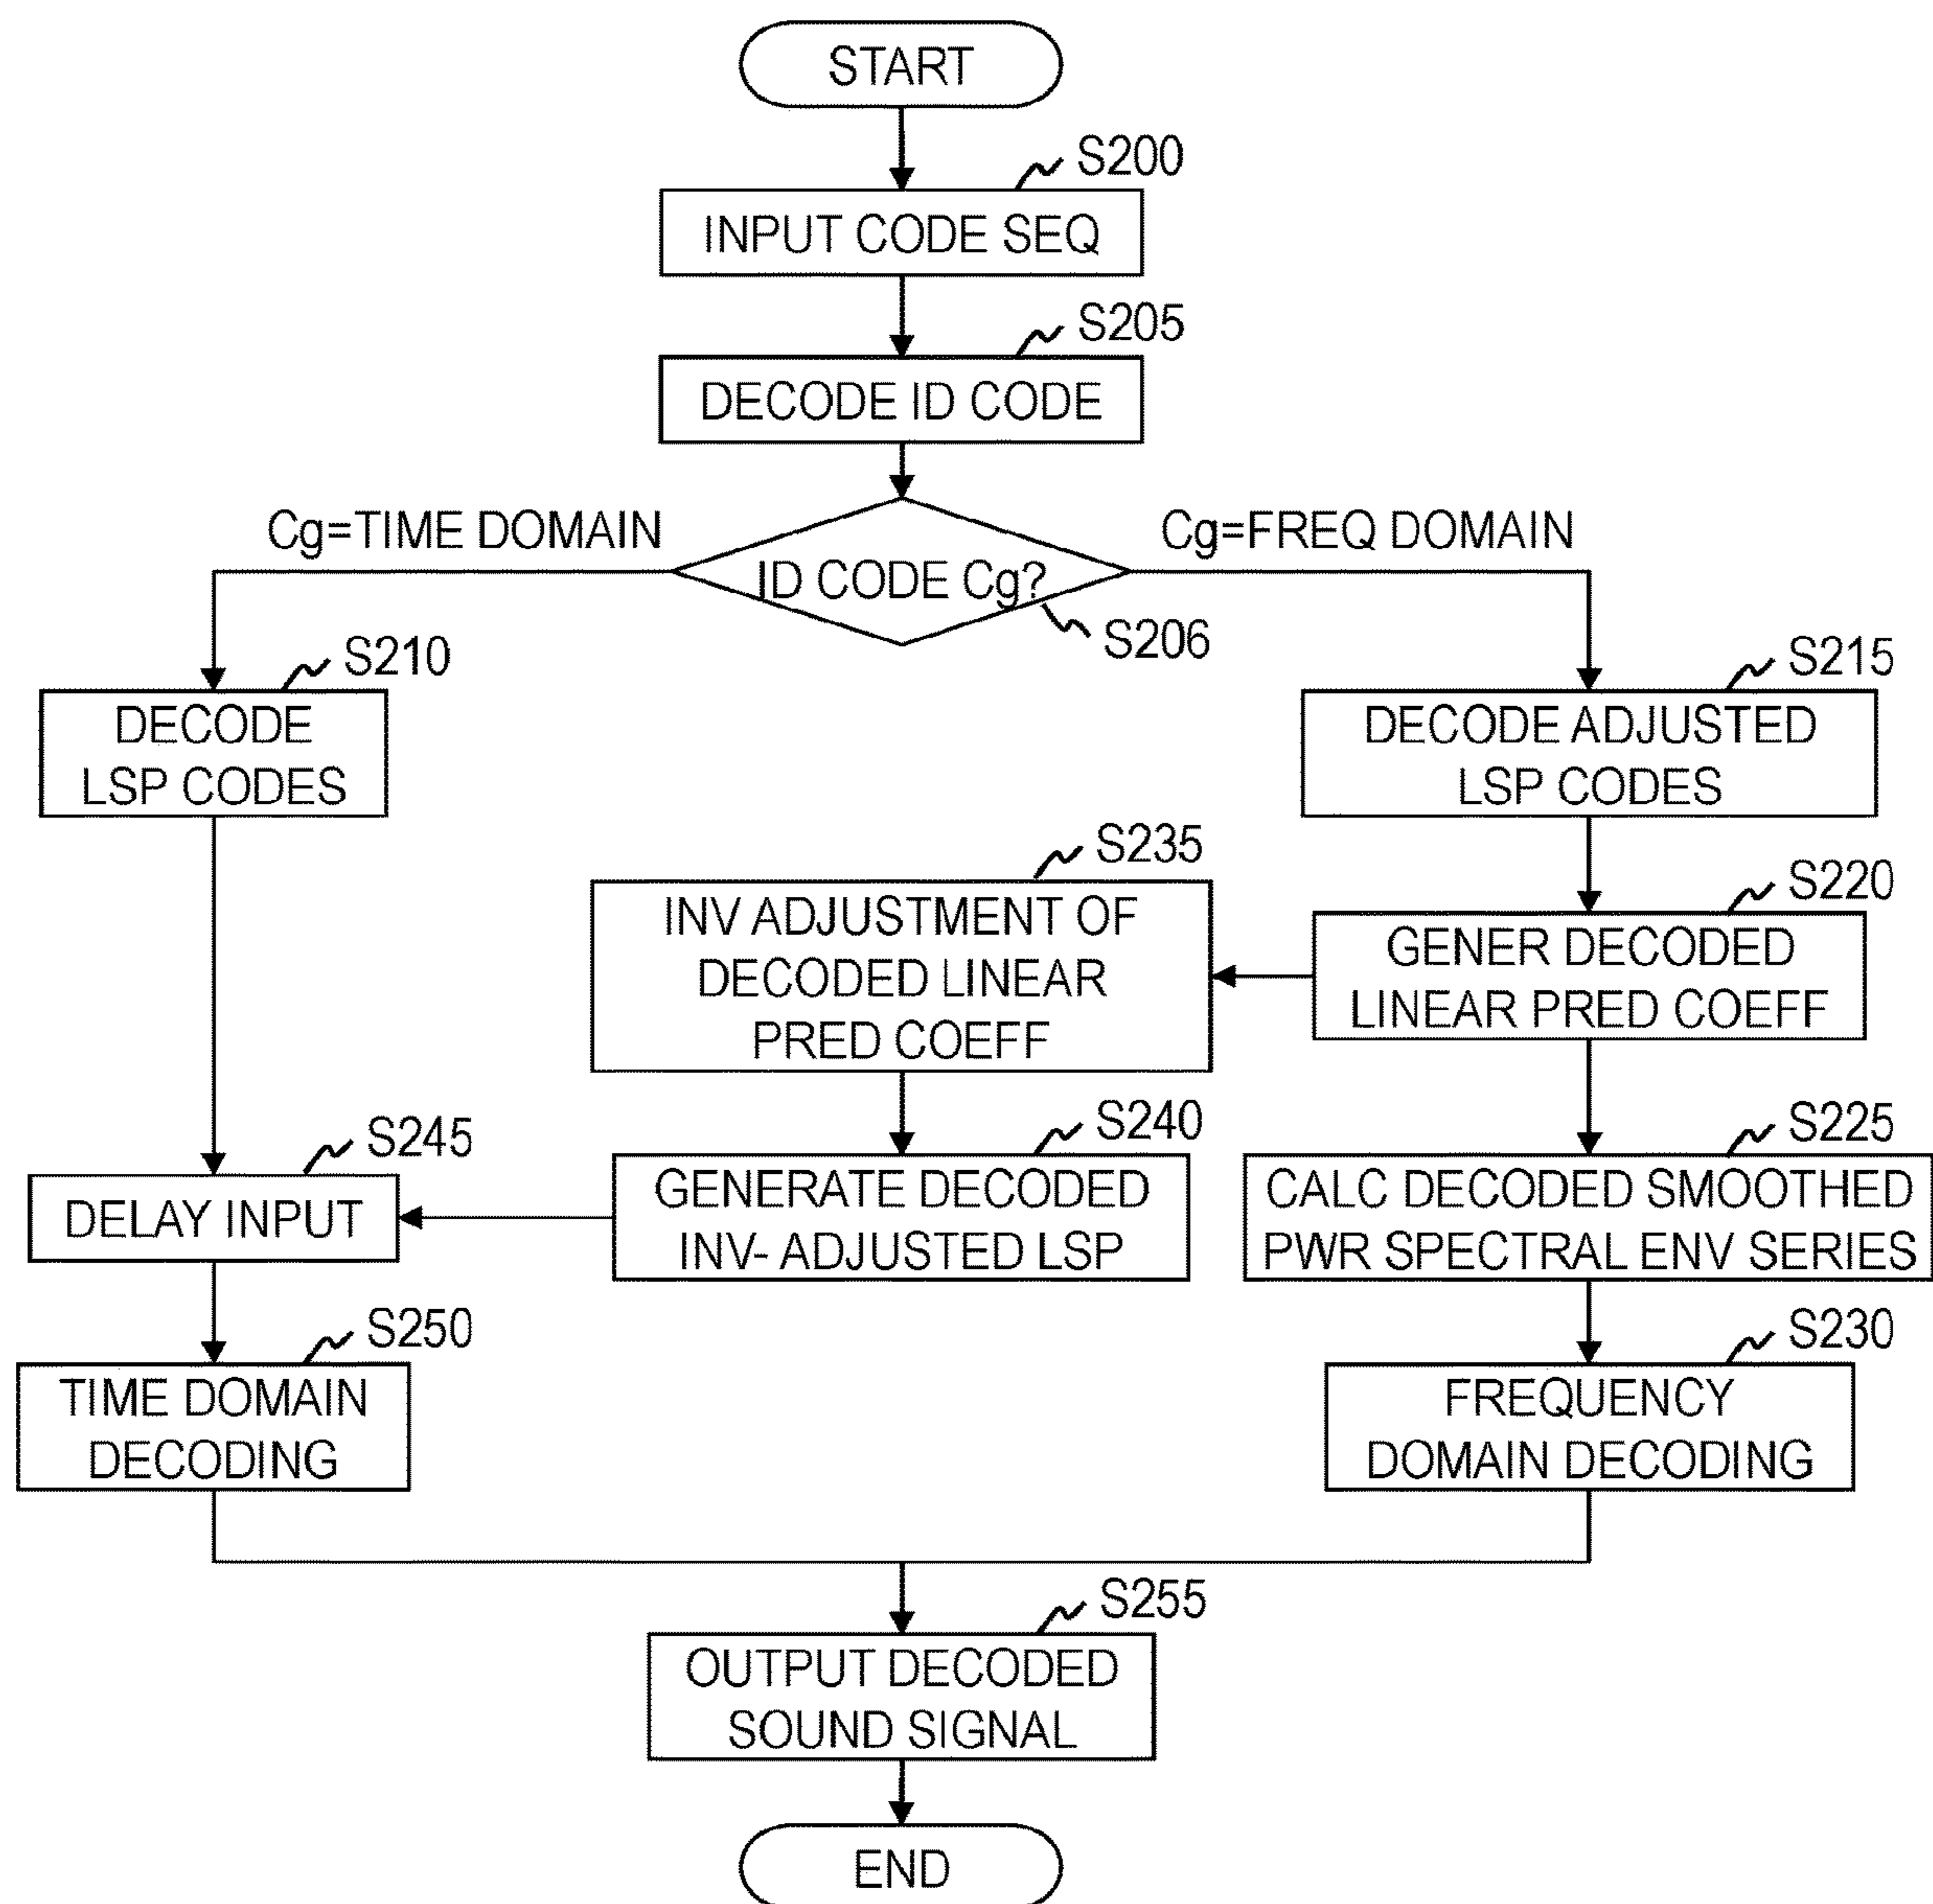 START
S200
INPUT CODE SEQ
S205
DECODE ID CODE
Cg=TIME DOMAIN
Cg=FREQ DOMAIN
ID CODE Cg?
S206
S210
DECODE
LSP CODES
S215
DECODE ADJUSTED
LSP CODES
S235
INV ADJUSTMENT OF
DECODED LINEAR
PRED COEFF
S220
GENER DECODED
LINEAR PRED COEFF
S245
DELAY INPUT
S240
GENERATE DECODED
INV- ADJUSTED LSP
S225
CALC DECODED SMOOTHED
PWR SPECTRAL ENV SERIES
S250
TIME DOMAIN
DECODING
S230
FREQUENCY
DOMAIN DECODING
S255
OUTPUT DECODED
SOUND SIGNAL
END